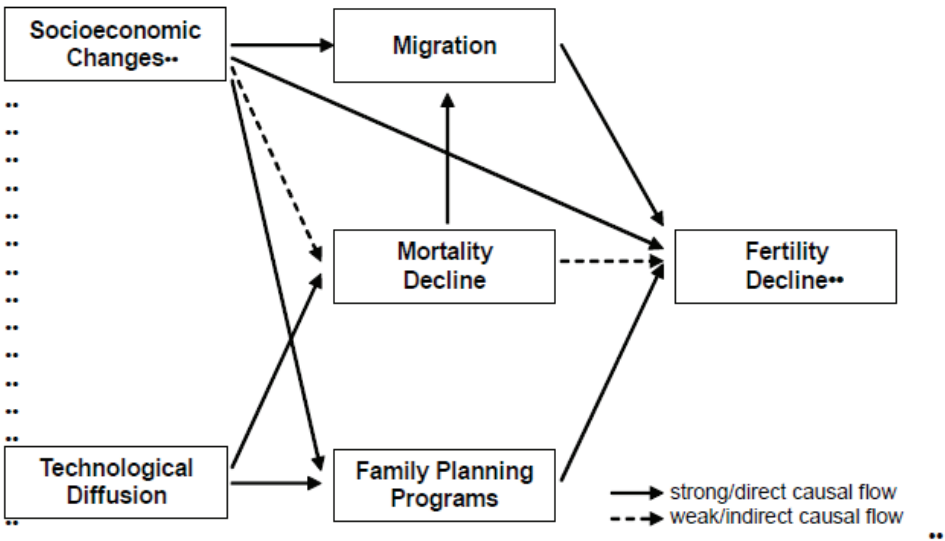 Socioeconomic
Changes••
Migration
••
••
••
••
••
••
••
••
••
••
••
••
••
Mortality
Decline
Fertility
Decline••
Technological
Diffusion
••
Family Planning
Programs
strong/direct causal flow
weak/indirect causal flow
••